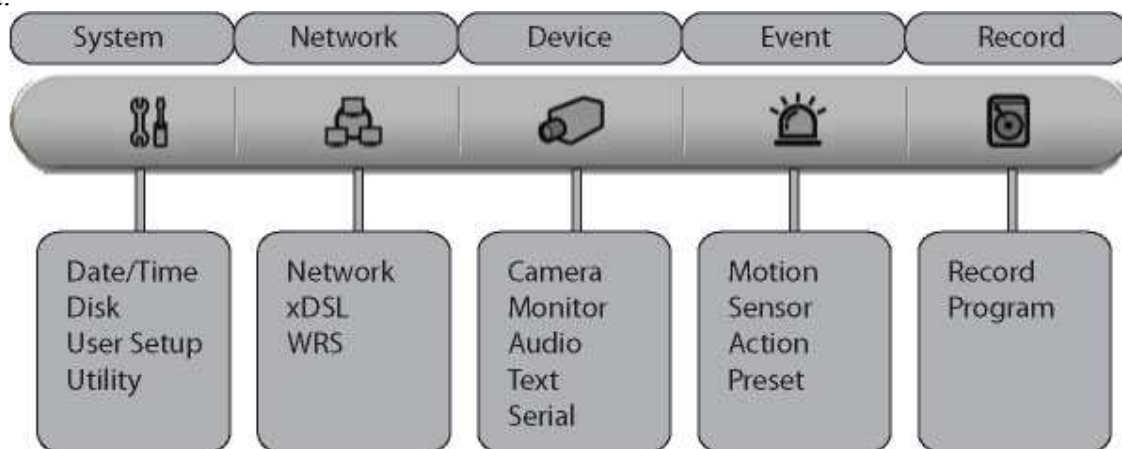 System
Network
Device
Event
Record
Date/Time
Disk
User Setup
Utility
Network
xDSL
WRS
Camera
Monitor
Audio
Text
Serial
Motion
Sensor
Action
Preset
Record
Program